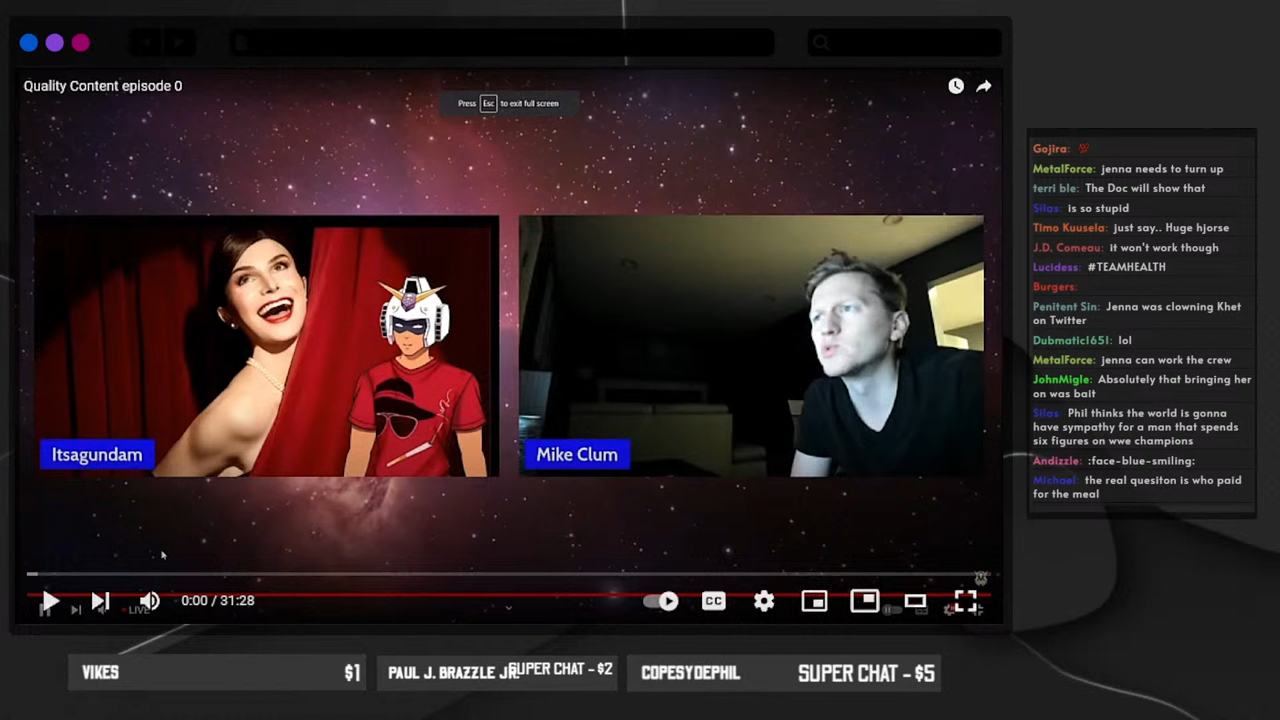 Quality Content episode 0
Press Esc to exit full screen
Itsagundam
Mike Clum
0:00 / 31:28
CC
LIVE
Gojira: 💯
MetalForce: jenna needs to turn up
terri ble: The Doc will show that
Silas: is so stupid
Timo Kuusela: just say.. Huge hjorse
J.D. Comeau: it won't work though
Lucidess: #TEAMHEALTH
Burgers:
Penitent Sin: Jenna was clowning Khet
on Twitter
Dubmatic1651: lol
MetalForce: jenna can work the crew
JohnMigle: Absolutely that bringing her
on was bait
Silas: Phil thinks the world is gonna
have sympathy for a man that spends
six figures on wwe champions
Andizzle: :face-blue-smiling:
Michael: the real quesiton is who paid
for the meal
VIKES $1
PAUL J. BRAZZLE JR. SUPER CHAT - $2
COPESYDEPHIL SUPER CHAT - $5